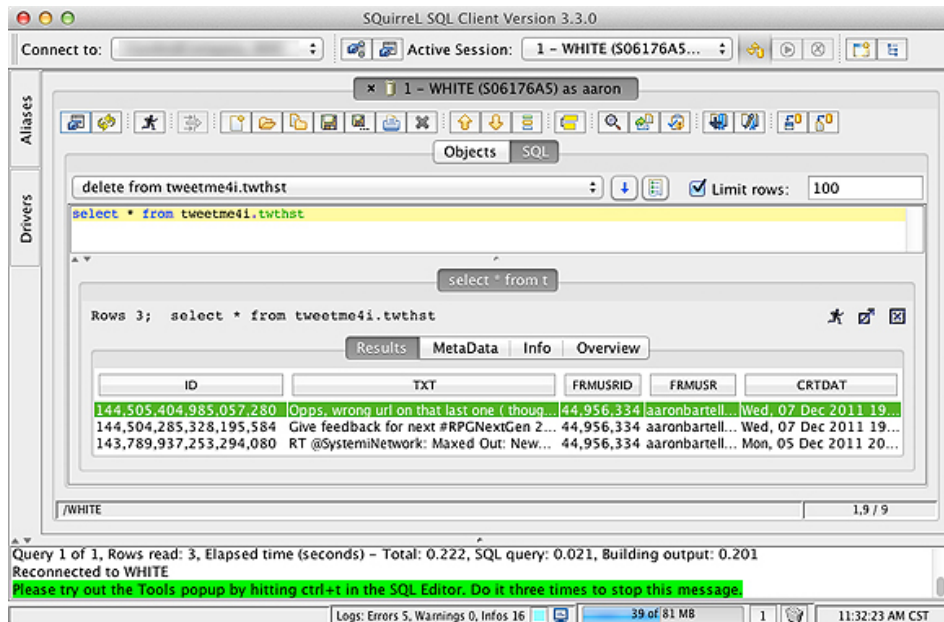 SQuirreL SQL Client Version 3.3.0
Connect to: Active Session: 1 – WHITE (S06176A5...
× 1 – WHITE (S06176A5) as aaron
Aliases
Drivers
Objects SQL
delete from tweetme4i.twthst Limit rows: 100
select * from tweetme4i.twthst
select * from t
Rows 3; select * from tweetme4i.twthst
Results MetaData Info Overview
ID TXT FRMUSRID FRMUSR CRTDAT
144,505,404,985,057,280 Opps, wrong url on that last one ( thoug... 44,956,334 aaronbartell... Wed, 07 Dec 2011 19...
144,504,285,328,195,584 Give feedback for next #RPGNextGen 2... 44,956,334 aaronbartell... Wed, 07 Dec 2011 19...
143,789,937,253,294,080 RT @SystemiNetwork: Maxed Out: New... 44,956,334 aaronbartell... Mon, 05 Dec 2011 20...
/WHITE 1,9 / 9
Query 1 of 1, Rows read: 3, Elapsed time (seconds) – Total: 0.222, SQL query: 0.021, Building output: 0.201
Reconnected to WHITE
Please try out the Tools popup by hitting ctrl+t in the SQL Editor. Do it three times to stop this message.
Logs: Errors 5, Warnings 0, Infos 16 39 of 81 MB 1 11:32:23 AM CST